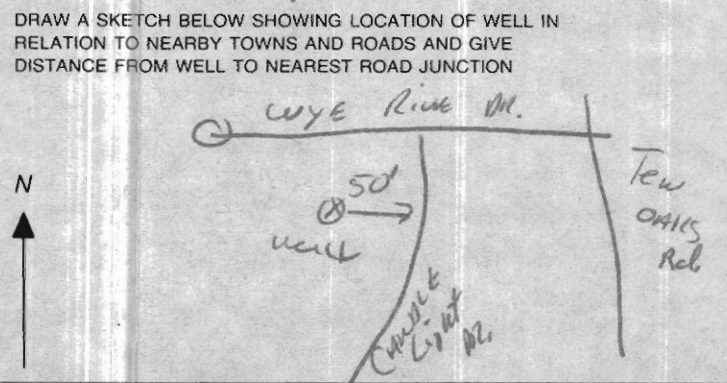 DRAW A SKETCH BELOW SHOWING LOCATION OF WELL IN
RELATION TO NEARBY TOWNS AND ROADS AND GIVE
DISTANCE FROM WELL TO NEAREST ROAD JUNCTION
WYE RIVE DR.
N
50'
WELL
Ten
OAKS
Rd
CANDLE
Light
DR.